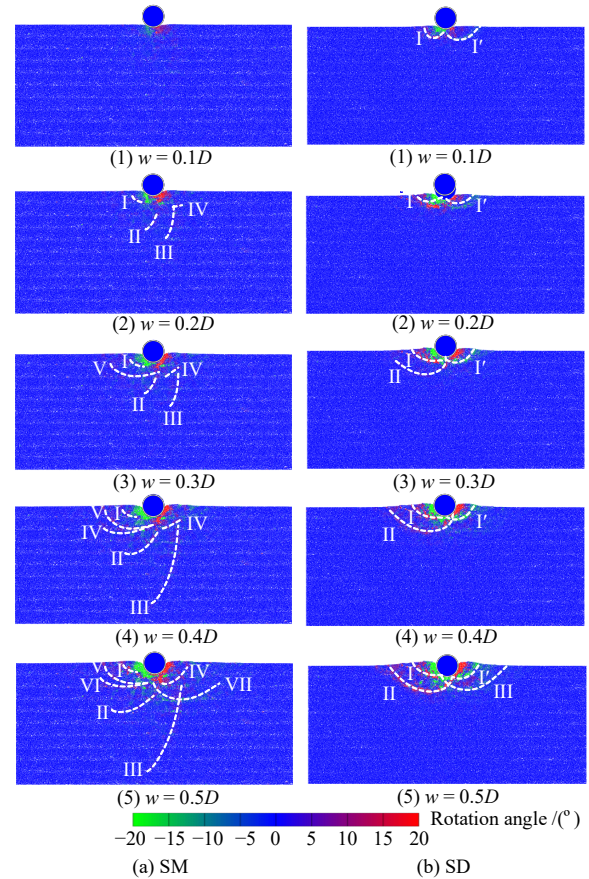 I I′
(1) w = 0.1D (1) w = 0.1D
I IV I I′
II
III
(2) w = 0.2D (2) w = 0.2D
V I IV I I′
II II
III
(3) w = 0.3D (3) w = 0.3D
V I I I′
IV IV II
II
III
(4) w = 0.4D (4) w = 0.4D
V I IV I I′
VI VII II III
II
III
(5) w = 0.5D (5) w = 0.5D
Rotation angle /(°)
−20 −15 −10 −5 0 5 10 15 20
(a) SM (b) SD